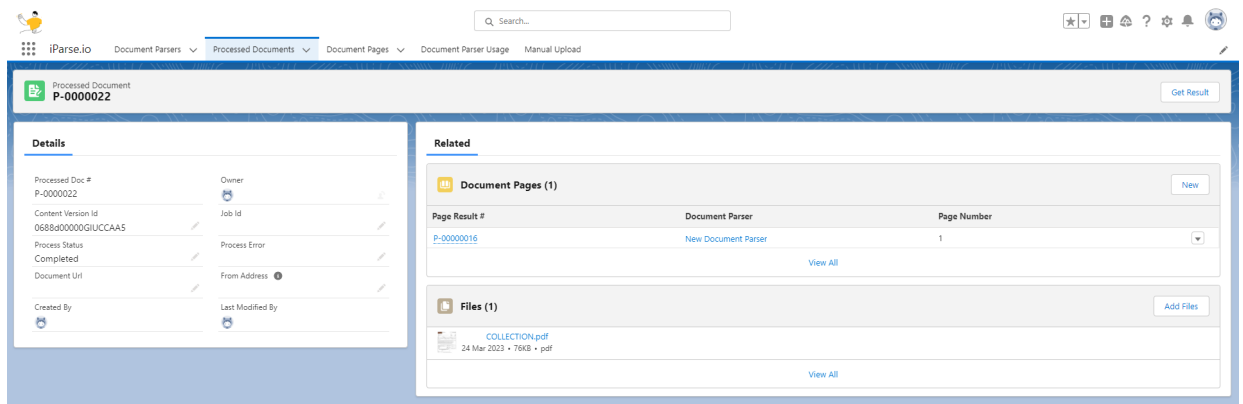 Search...
iParse.io Document Parsers Processed Documents Document Pages Document Parser Usage Manual Upload
Processed Document
P-0000022
Get Result
Details
Processed Doc #
P-0000022
Owner
Content Version Id
0688d00000GIUCCAA5
Job Id
Process Status
Completed
Process Error
Document Url
From Address
Created By
Last Modified By
Related
Document Pages (1)
New
Page Result # Document Parser Page Number
P-00000016 New Document Parser 1
View All
Files (1)
Add Files
COLLECTION.pdf
24 Mar 2023 • 76KB • pdf
View All